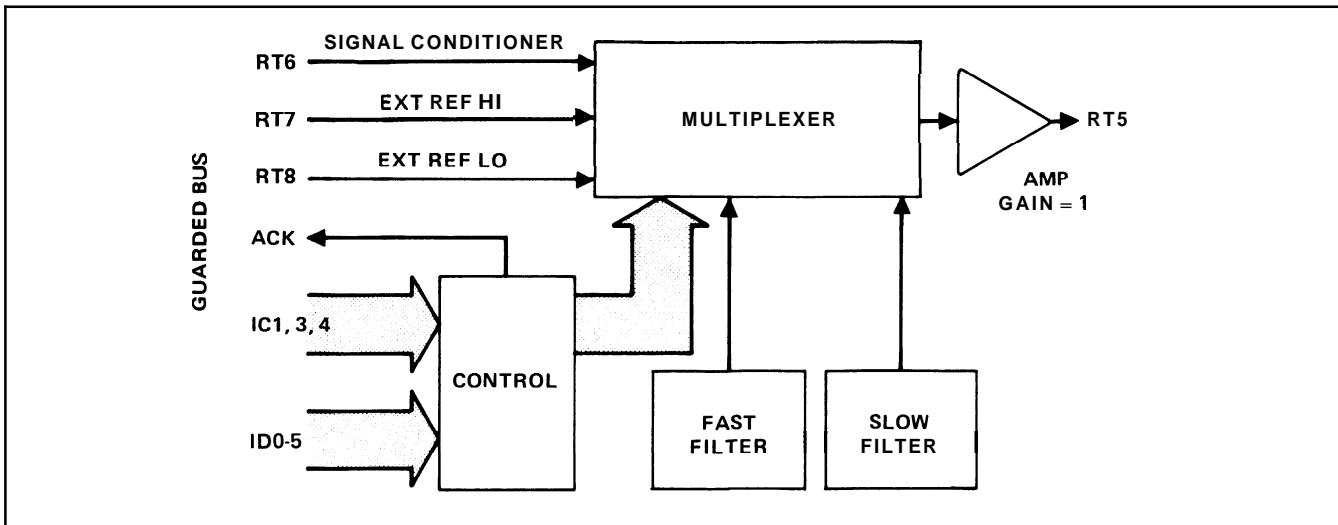 SIGNAL CONDITIONER
RT6
EXT REF HI
RT7
MULTIPLEXER
RT5
EXT REF LO
RT8
AMP
GAIN = 1
GUARDED BUS
ACK
IC1, 3, 4
CONTROL
FAST
FILTER
SLOW
FILTER
ID0-5